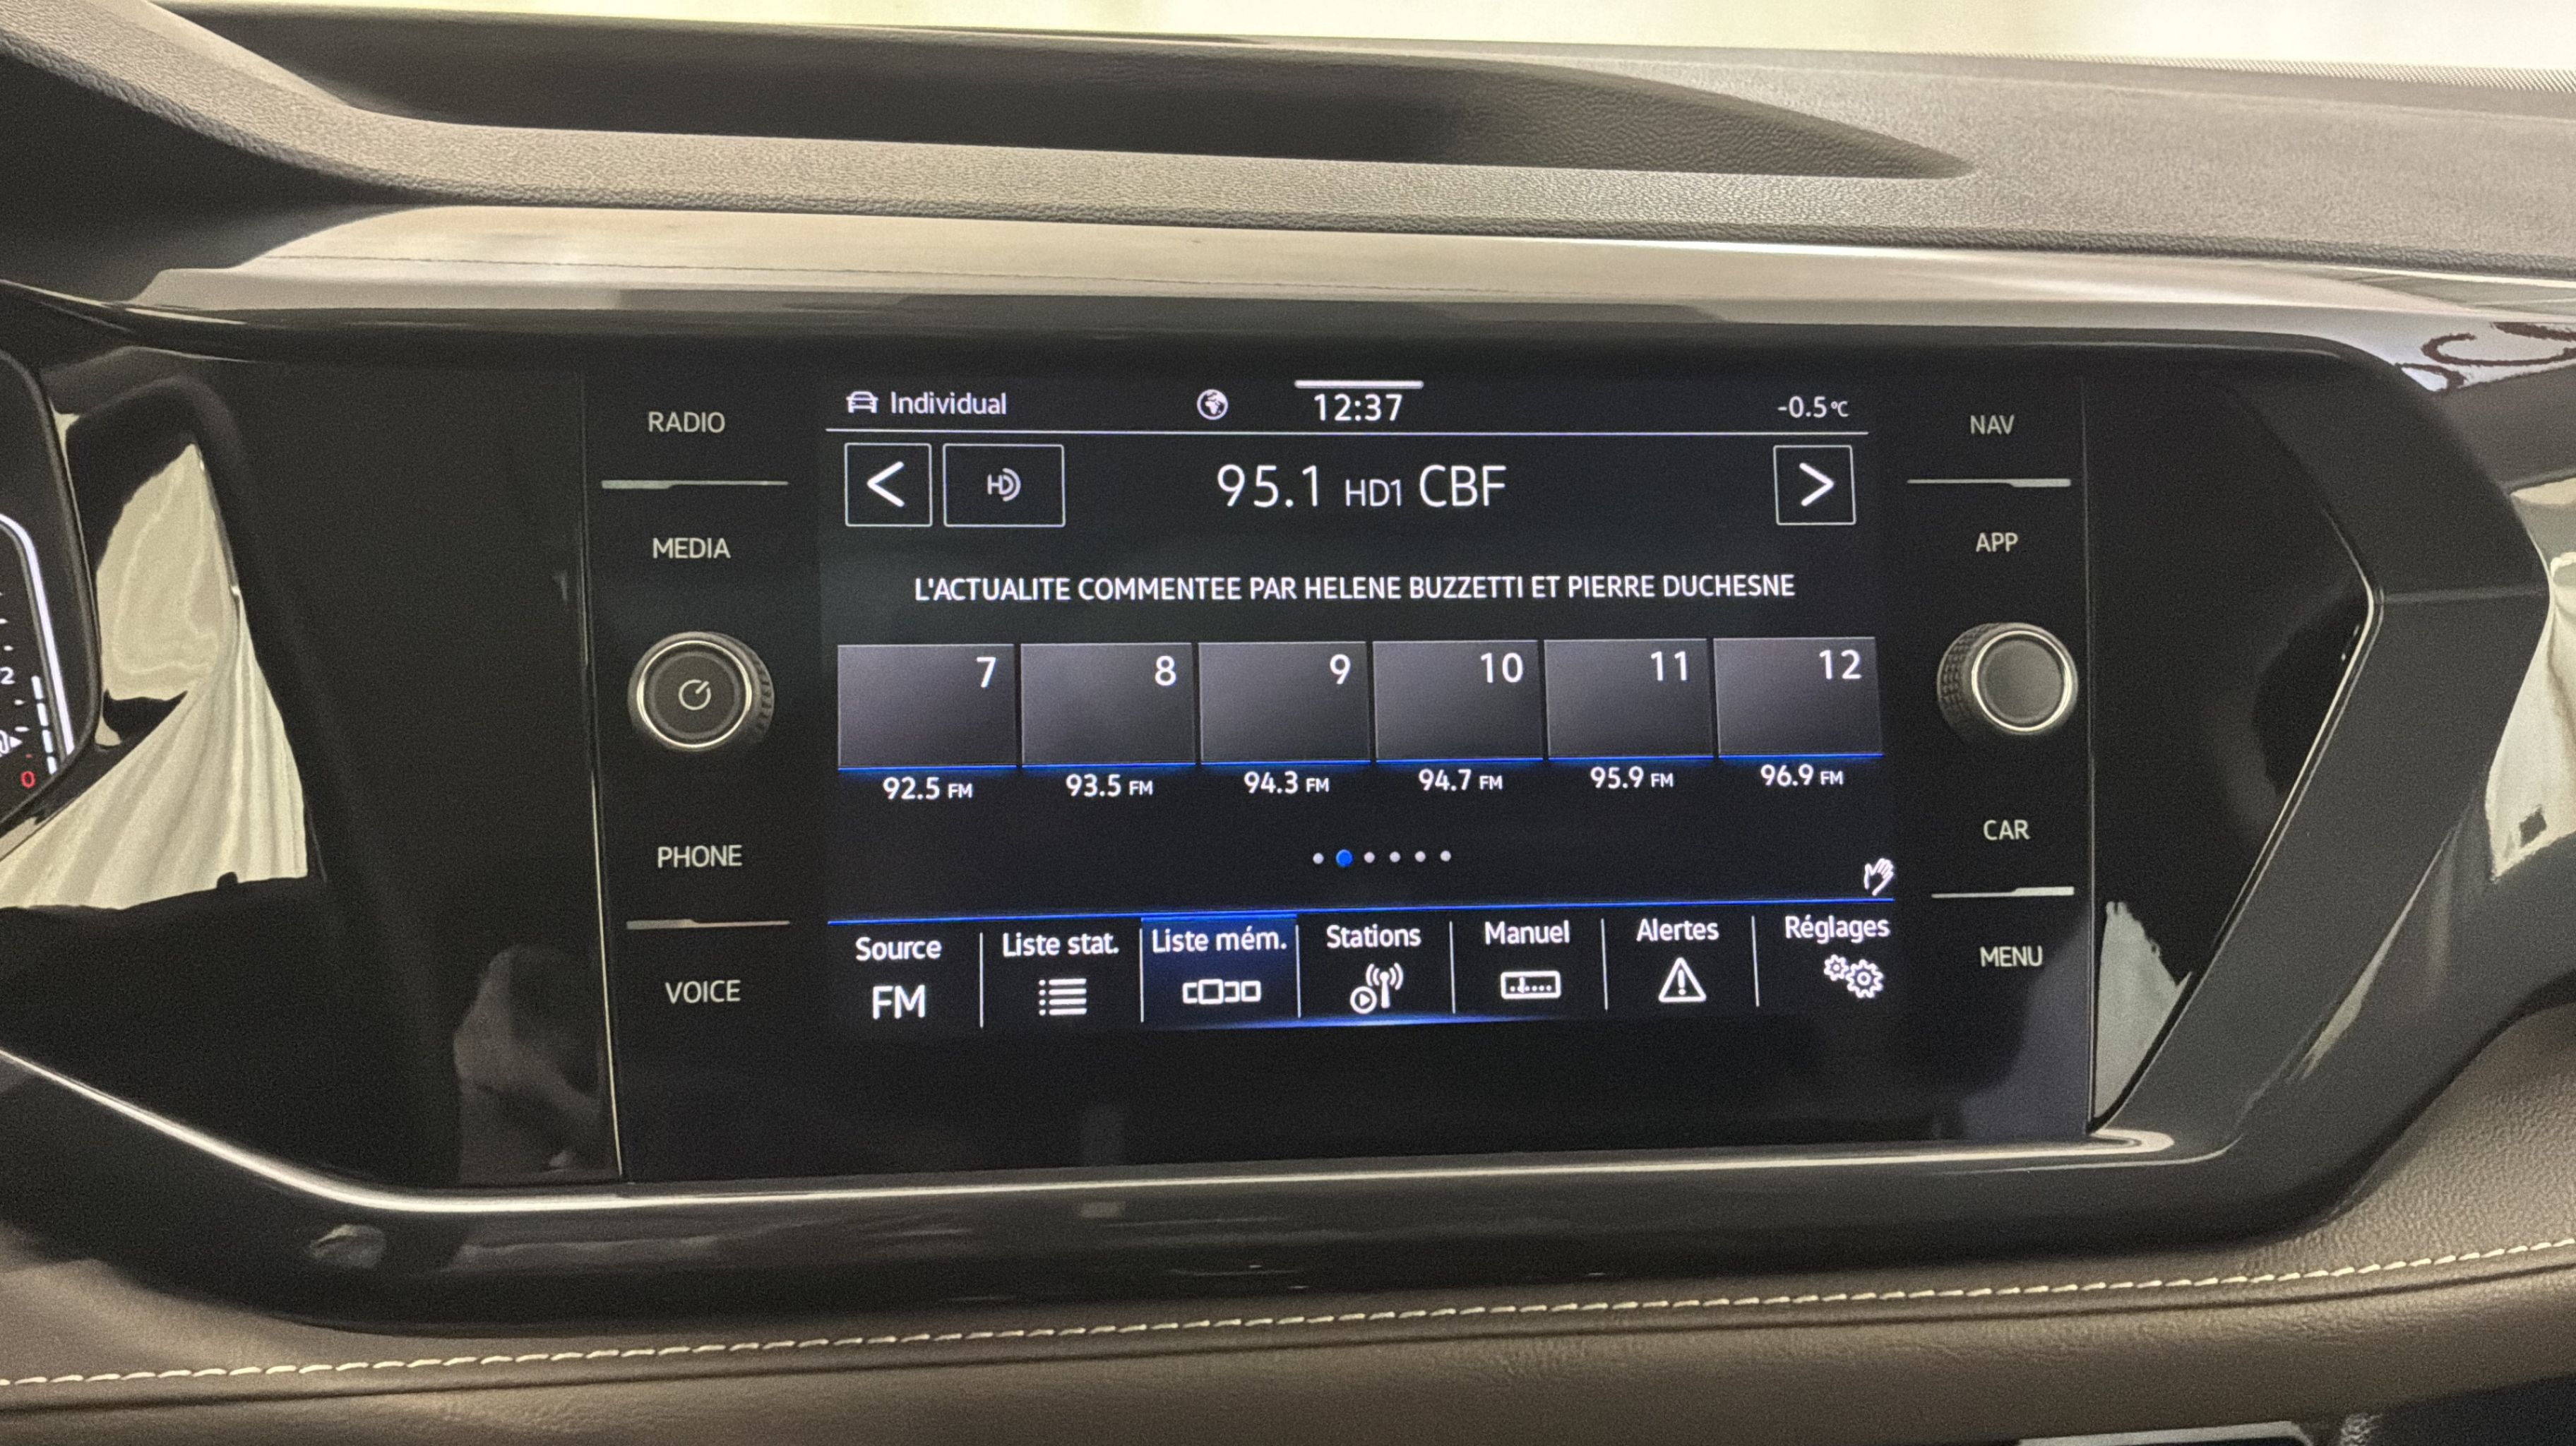 RADIO
MEDIA
PHONE
VOICE
Individual
12:37
-0.5°C
HD
95.1 HD1 CBF
L'ACTUALITE COMMENTEE PAR HELENE BUZZETTI ET PIERRE DUCHESNE
7 8 9 10 11 12
92.5 FM 93.5 FM 94.3 FM 94.7 FM 95.9 FM 96.9 FM
Source Liste stat. Liste mém. Stations Manuel Alertes Réglages
FM
NAV
APP
CAR
MENU
2
0